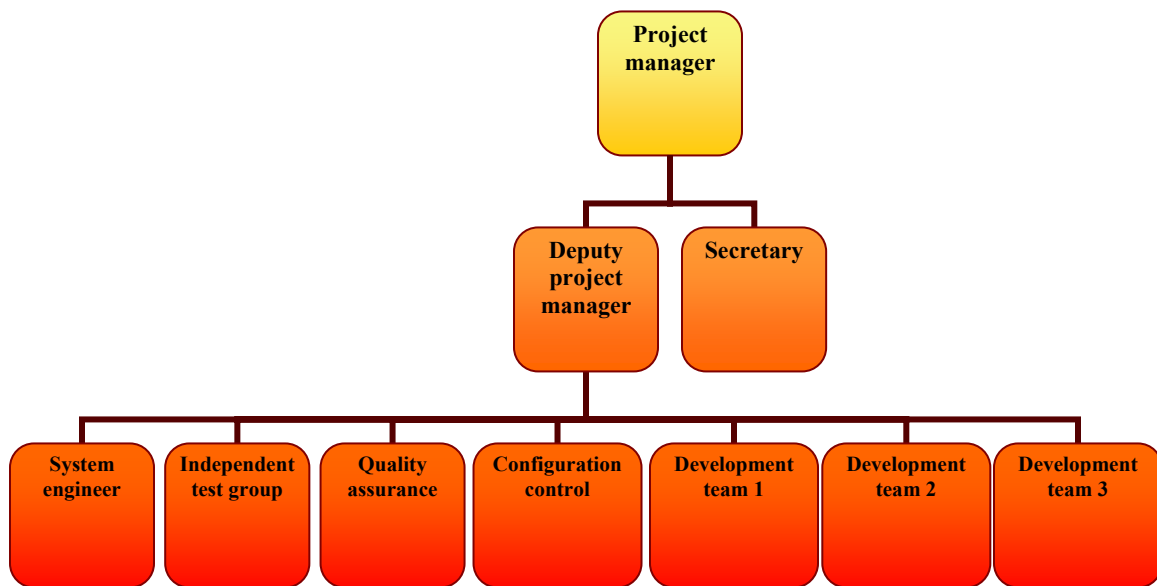 Project
manager
Deputy
project
manager
Secretary
System
engineer
Independent
test group
Quality
assurance
Configuration
control
Development
team 1
Development
team 2
Development
team 3